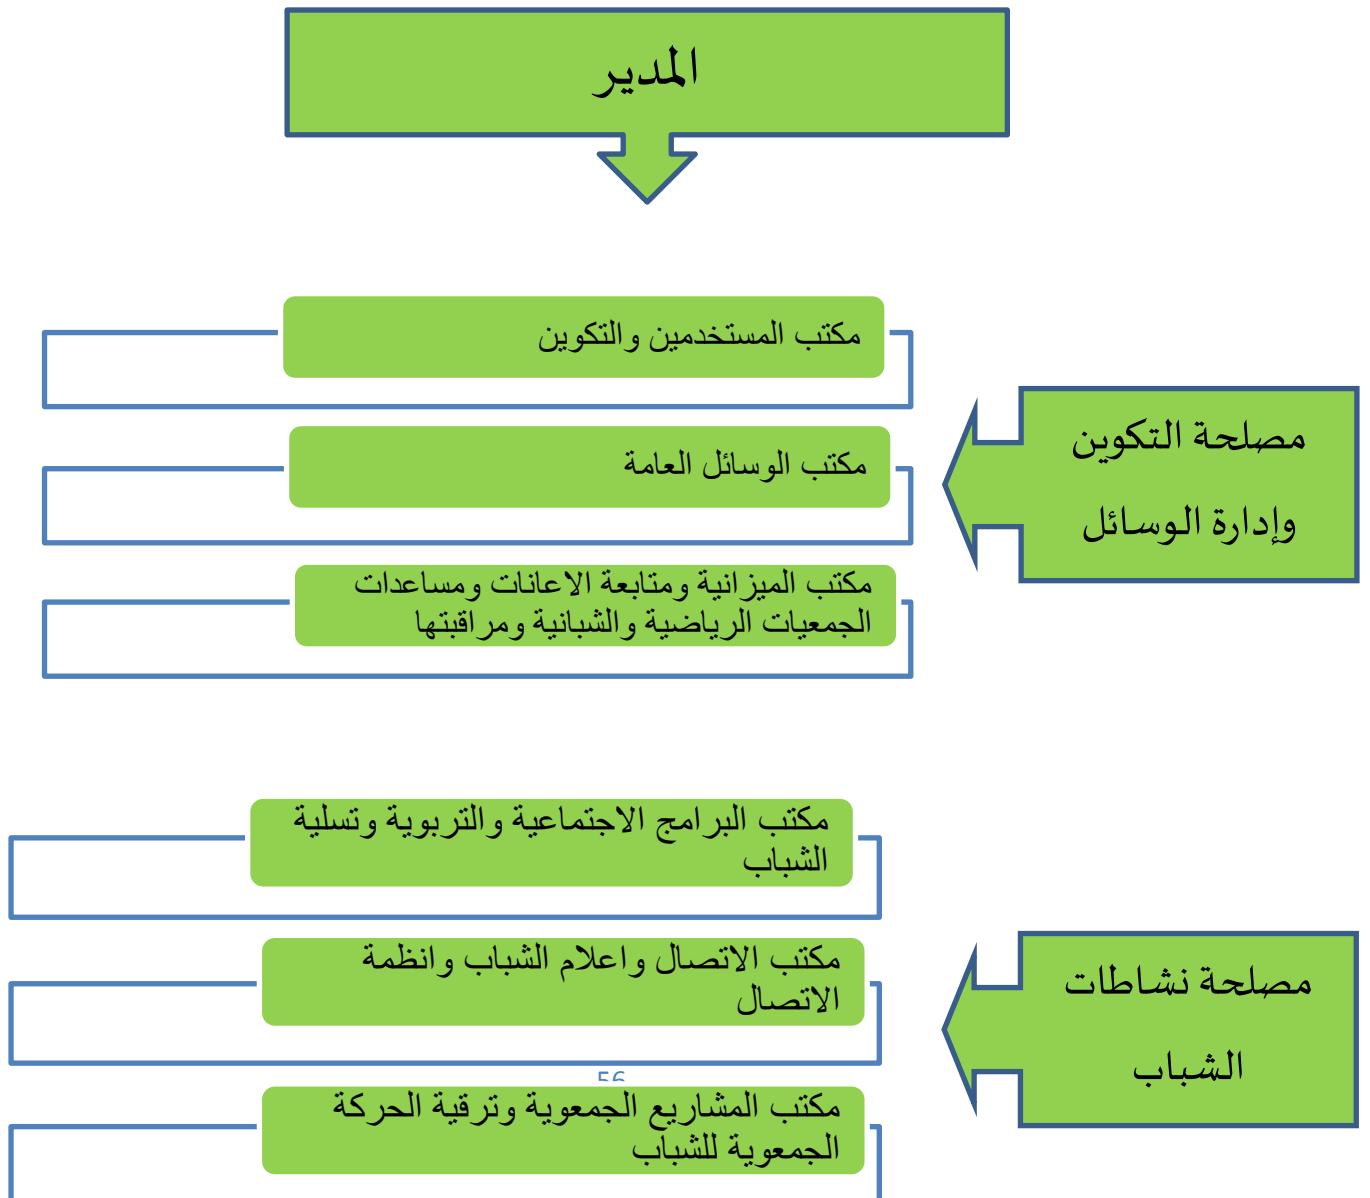 المدير
مكتب المستخدمين والتكوين
مصلحة التكوين
وإدارة الوسائل
مكتب الوسائل العامة
مكتب الميزانية ومتابعة الاعانات ومساعدات
الجمعيات الرياضية والشبانية ومراقبتها
مكتب البرامج الاجتماعية والتربوية وتسلية
الشباب
مصلحة نشاطات
الشباب
مكتب الاتصال واعلام الشباب وانظمة
الاتصال
56
مكتب المشاريع الجمعوية وترقية الحركة
الجمعوية للشباب